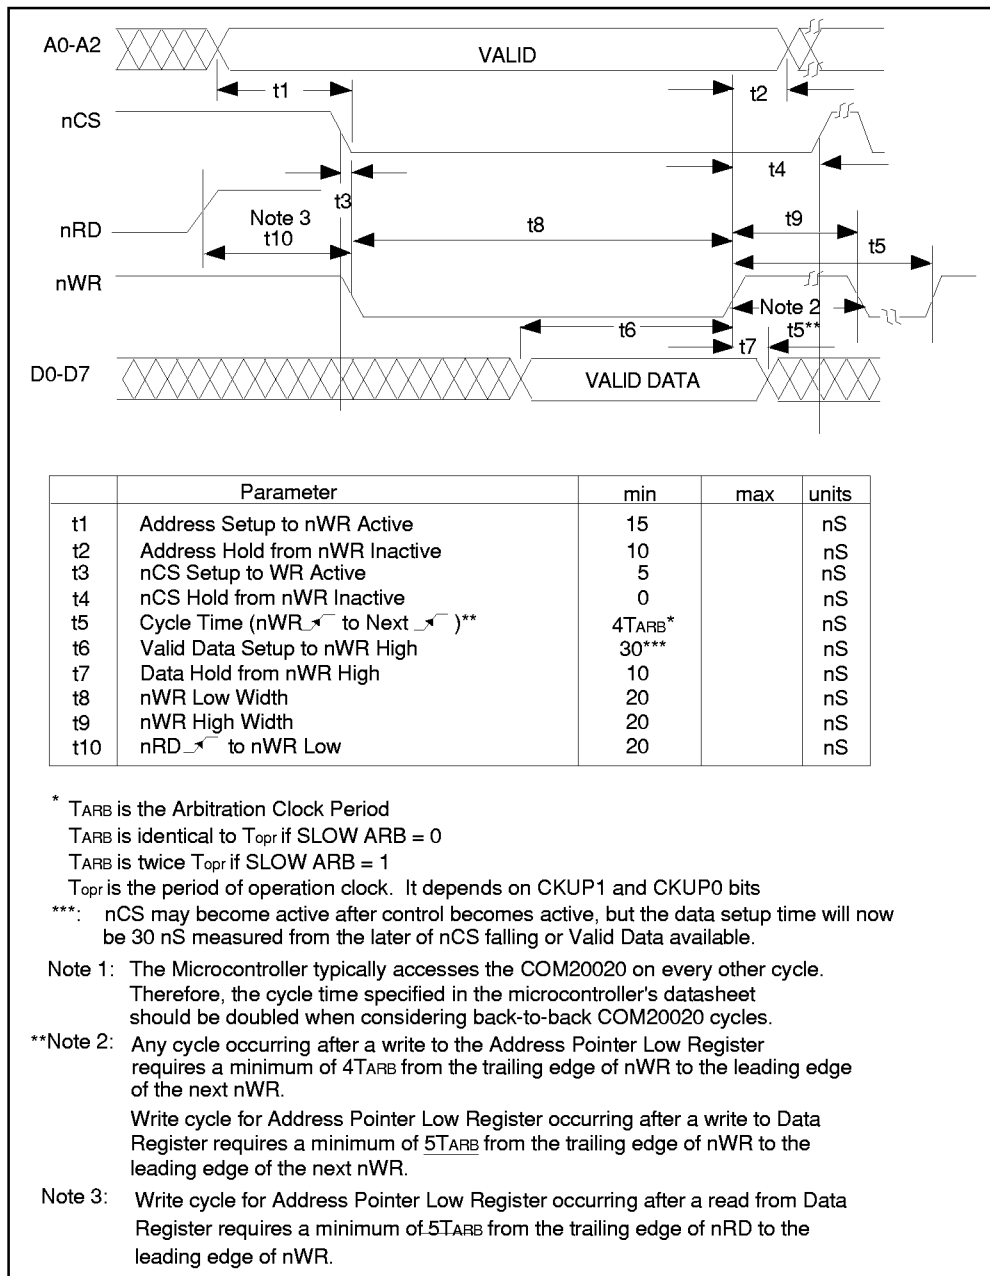 A0-A2
VALID
t1
t2
nCS
t4
t3
nRD
Note 3
t10
t8
t9
t5
nWR
Note 2
t6
t5**
t7
D0-D7
VALID DATA
Parameter min max units
t1 Address Setup to nWR Active 15 nS
t2 Address Hold from nWR Inactive 10 nS
t3 nCS Setup to WR Active 5 nS
t4 nCS Hold from nWR Inactive 0 nS
t5 Cycle Time (nWR to Next )** 4TARB* nS
t6 Valid Data Setup to nWR High 30*** nS
t7 Data Hold from nWR High 10 nS
t8 nWR Low Width 20 nS
t9 nWR High Width 20 nS
t10 nRD to nWR Low 20 nS
* TARB is the Arbitration Clock Period
TARB is identical to Topr if SLOW ARB = 0
TARB is twice Topr if SLOW ARB = 1
Topr is the period of operation clock. It depends on CKUP1 and CKUP0 bits
***: nCS may become active after control becomes active, but the data setup time will now
be 30 nS measured from the later of nCS falling or Valid Data available.
Note 1: The Microcontroller typically accesses the COM20020 on every other cycle.
Therefore, the cycle time specified in the microcontroller's datasheet
should be doubled when considering back-to-back COM20020 cycles.
**Note 2: Any cycle occurring after a write to the Address Pointer Low Register
requires a minimum of 4TARB from the trailing edge of nWR to the leading edge
of the next nWR.
Write cycle for Address Pointer Low Register occurring after a write to Data
Register requires a minimum of 5TARB from the trailing edge of nWR to the
leading edge of the next nWR.
Note 3: Write cycle for Address Pointer Low Register occurring after a read from Data
Register requires a minimum of 5TARB from the trailing edge of nRD to the
leading edge of nWR.